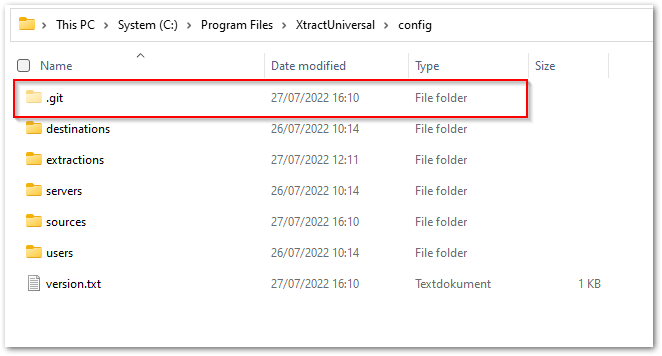 This PC > System (C:) > Program Files > XtractUniversal > config
Name Date modified Type Size
.git 27/07/2022 16:10 File folder
destinations 26/07/2022 10:14 File folder
extractions 27/07/2022 12:11 File folder
servers 26/07/2022 10:14 File folder
sources 27/07/2022 16:10 File folder
users 26/07/2022 10:14 File folder
version.txt 27/07/2022 16:10 Textdokument 1 KB